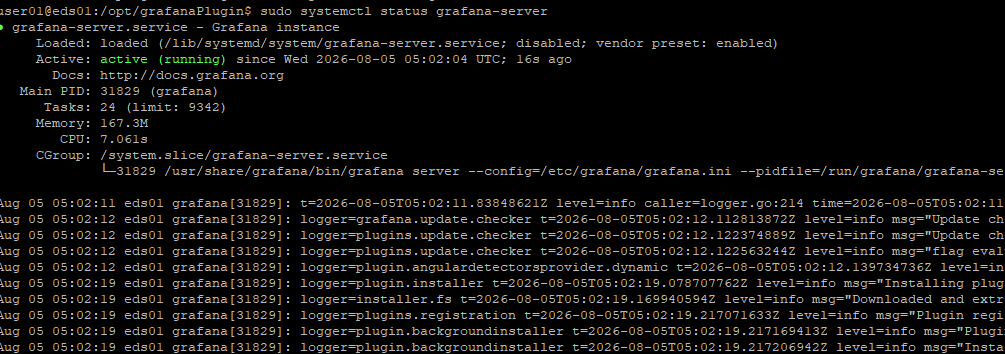 user01@eds01:/opt/grafanaPlugin$ sudo systemctl status grafana-server
● grafana-server.service - Grafana instance
Loaded: loaded (/lib/systemd/system/grafana-server.service; disabled; vendor preset: enabled)
Active: active (running) since Wed 2026-08-05 05:02:04 UTC; 16s ago
Docs: http://docs.grafana.org
Main PID: 31829 (grafana)
Tasks: 24 (limit: 9342)
Memory: 167.3M
CPU: 7.061s
CGroup: /system.slice/grafana-server.service
└─31829 /usr/share/grafana/bin/grafana server --config=/etc/grafana/grafana.ini --pidfile=/run/grafana/grafana-se
Aug 05 05:02:11 eds01 grafana[31829]: t=2026-08-05T05:02:11.83848621Z level=info caller=logger.go:214 time=2026-08-05T05:02:11
Aug 05 05:02:12 eds01 grafana[31829]: logger=grafana.update.checker t=2026-08-05T05:02:12.112813872Z level=info msg="Update ch
Aug 05 05:02:12 eds01 grafana[31829]: logger=plugins.update.checker t=2026-08-05T05:02:12.122374889Z level=info msg="Update ch
Aug 05 05:02:12 eds01 grafana[31829]: logger=plugins.update.checker t=2026-08-05T05:02:12.122563244Z level=info msg="flag eval
Aug 05 05:02:12 eds01 grafana[31829]: logger=plugin.angulardetectorsprovider.dynamic t=2026-08-05T05:02:12.139734736Z level=in
Aug 05 05:02:19 eds01 grafana[31829]: logger=plugin.installer t=2026-08-05T05:02:19.078707762Z level=info msg="Installing plug
Aug 05 05:02:19 eds01 grafana[31829]: logger=installer.fs t=2026-08-05T05:02:19.169940594Z level=info msg="Downloaded and extr
Aug 05 05:02:19 eds01 grafana[31829]: logger=plugins.registration t=2026-08-05T05:02:19.217071633Z level=info msg="Plugin regi
Aug 05 05:02:19 eds01 grafana[31829]: logger=plugin.backgroundinstaller t=2026-08-05T05:02:19.217169413Z level=info msg="Plugi
Aug 05 05:02:19 eds01 grafana[31829]: logger=plugin.backgroundinstaller t=2026-08-05T05:02:19.217206942Z level=info msg="Insta